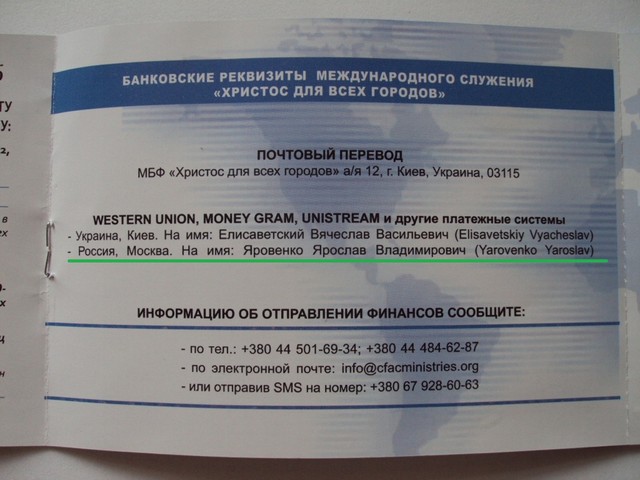 б
ту
у:
12,
в
ех
й-
х
ц
н
х
БАНКОВСКИЕ РЕКВИЗИТЫ МЕЖДУНАРОДНОГО СЛУЖЕНИЯ
«ХРИСТОС ДЛЯ ВСЕХ ГОРОДОВ»
ПОЧТОВЫЙ ПЕРЕВОД
МБФ «Христос для всех городов» а/я 12, г. Киев, Украина, 03115
WESTERN UNION, MONEY GRAM, UNISTREAM и другие платежные системы
- Украина, Киев. На имя: Елисаветский Вячеслав Васильевич (Elisavetskiy Vyacheslav)
- Россия, Москва. На имя: Яровенко Ярослав Владимирович (Yarovenko Yaroslav)
ИНФОРМАЦИЮ ОБ ОТПРАВЛЕНИИ ФИНАНСОВ СООБЩИТЕ:
- по тел.: +380 44 501-69-34; +380 44 484-62-87
- по электронной почте: info@cfacministries.org
- или отправив SMS на номер: +380 67 928-60-63